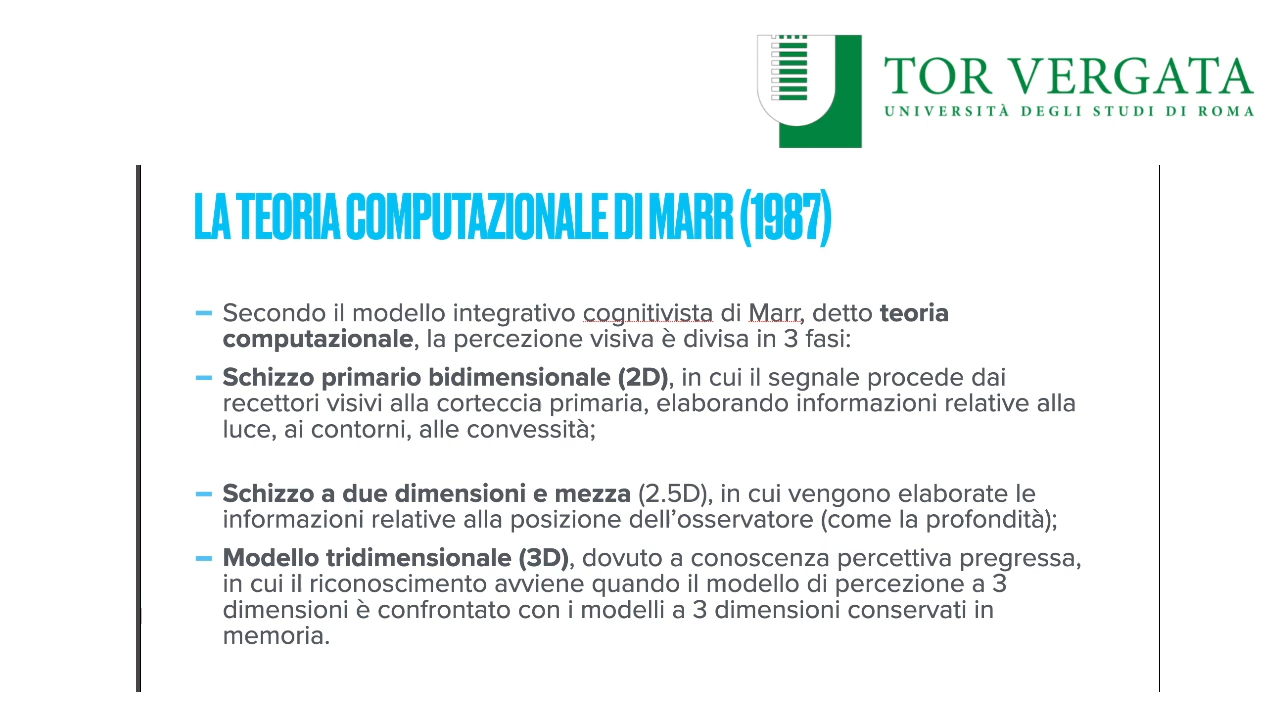 TOR VERGATA
UNIVERSITÀ DEGLI STUDI DI ROMA
LA TEORIA COMPUTAZIONALE DI MARR (1987)
– Secondo il modello integrativo cognitivista di Marr, detto teoria
computazionale, la percezione visiva è divisa in 3 fasi:
– Schizzo primario bidimensionale (2D), in cui il segnale procede dai
recettori visivi alla corteccia primaria, elaborando informazioni relative alla
luce, ai contorni, alle convessità;
– Schizzo a due dimensioni e mezza (2.5D), in cui vengono elaborate le
informazioni relative alla posizione dell’osservatore (come la profondità);
– Modello tridimensionale (3D), dovuto a conoscenza percettiva pregressa,
in cui il riconoscimento avviene quando il modello di percezione a 3
dimensioni è confrontato con i modelli a 3 dimensioni conservati in
memoria.